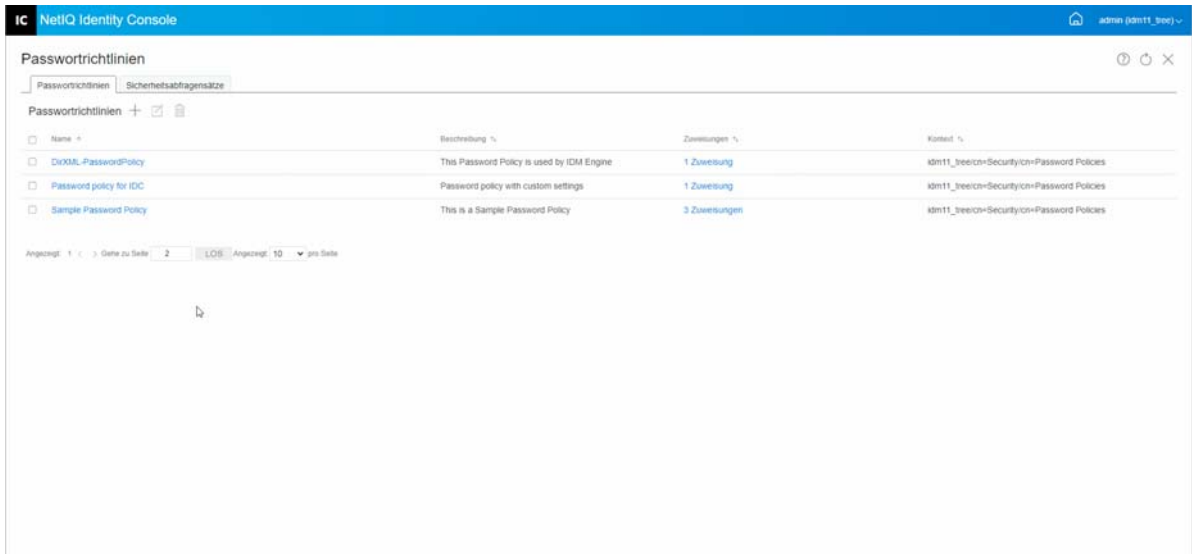 IC NetIQ Identity Console admin (idm11_tree)
Passwortrichtlinien
Passwortrichtlinien Sicherheitsabfragensätze
Passwortrichtlinien
Name Beschreibung Zuweisungen Kontext
DirXML-PasswordPolicy This Password Policy is used by IDM Engine 1 Zuweisung idm11_tree/cn=Security/cn=Password Policies
Password policy for IDC Password policy with custom settings 1 Zuweisung idm11_tree/cn=Security/cn=Password Policies
Sample Password Policy This is a Sample Password Policy 3 Zuweisungen idm11_tree/cn=Security/cn=Password Policies
Angezeigt: 1 Gehe zu Seite 2 LOS Angezeigt: 10 pro Seite